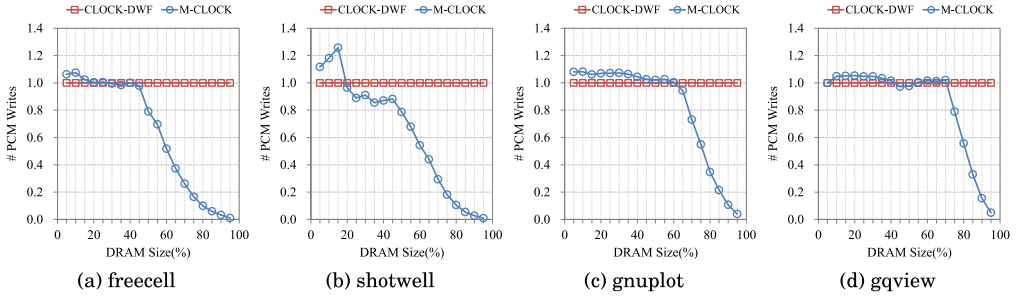 CLOCK-DWF M-CLOCK
1.4
1.2
1.0
0.8
0.6
0.4
0.2
0.0
# PCM Writes
0 20 40 60 80 100
DRAM Size(%)
(a) freecell
CLOCK-DWF M-CLOCK
1.4
1.2
1.0
0.8
0.6
0.4
0.2
0.0
# PCM Writes
0 20 40 60 80 100
DRAM Size(%)
(b) shotwell
CLOCK-DWF M-CLOCK
1.4
1.2
1.0
0.8
0.6
0.4
0.2
0.0
# PCM Writes
0 20 40 60 80 100
DRAM Size(%)
(c) gnuplot
CLOCK-DWF M-CLOCK
1.4
1.2
1.0
0.8
0.6
0.4
0.2
0.0
# PCM Writes
0 20 40 60 80 100
DRAM Size(%)
(d) gqview